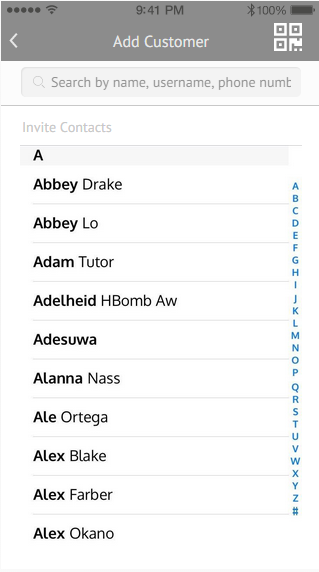 9:41 PM 100%
Add Customer
Search by name, username, phone numb
Invite Contacts
A
Abbey Drake
Abbey Lo
Adam Tutor
Adelheid HBomb Aw
Adesuwa
Alanna Nass
Ale Ortega
Alex Blake
Alex Farber
Alex Okano
A
B
C
D
E
F
G
H
I
J
K
L
M
N
O
P
Q
R
S
T
U
V
W
X
Y
Z
#